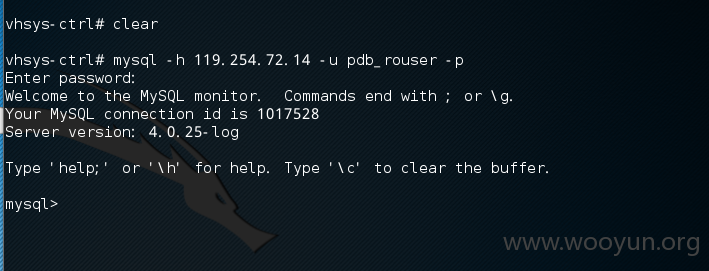 vhsys-ctrl# clear
vhsys-ctrl# mysql -h 119.254.72.14 -u pdb_rouser -p
Enter password:
Welcome to the MySQL monitor.  Commands end with ; or \g.
Your MySQL connection id is 1017528
Server version: 4.0.25-log
Type 'help;' or '\h' for help. Type '\c' to clear the buffer.
mysql>
www.wooyun.org